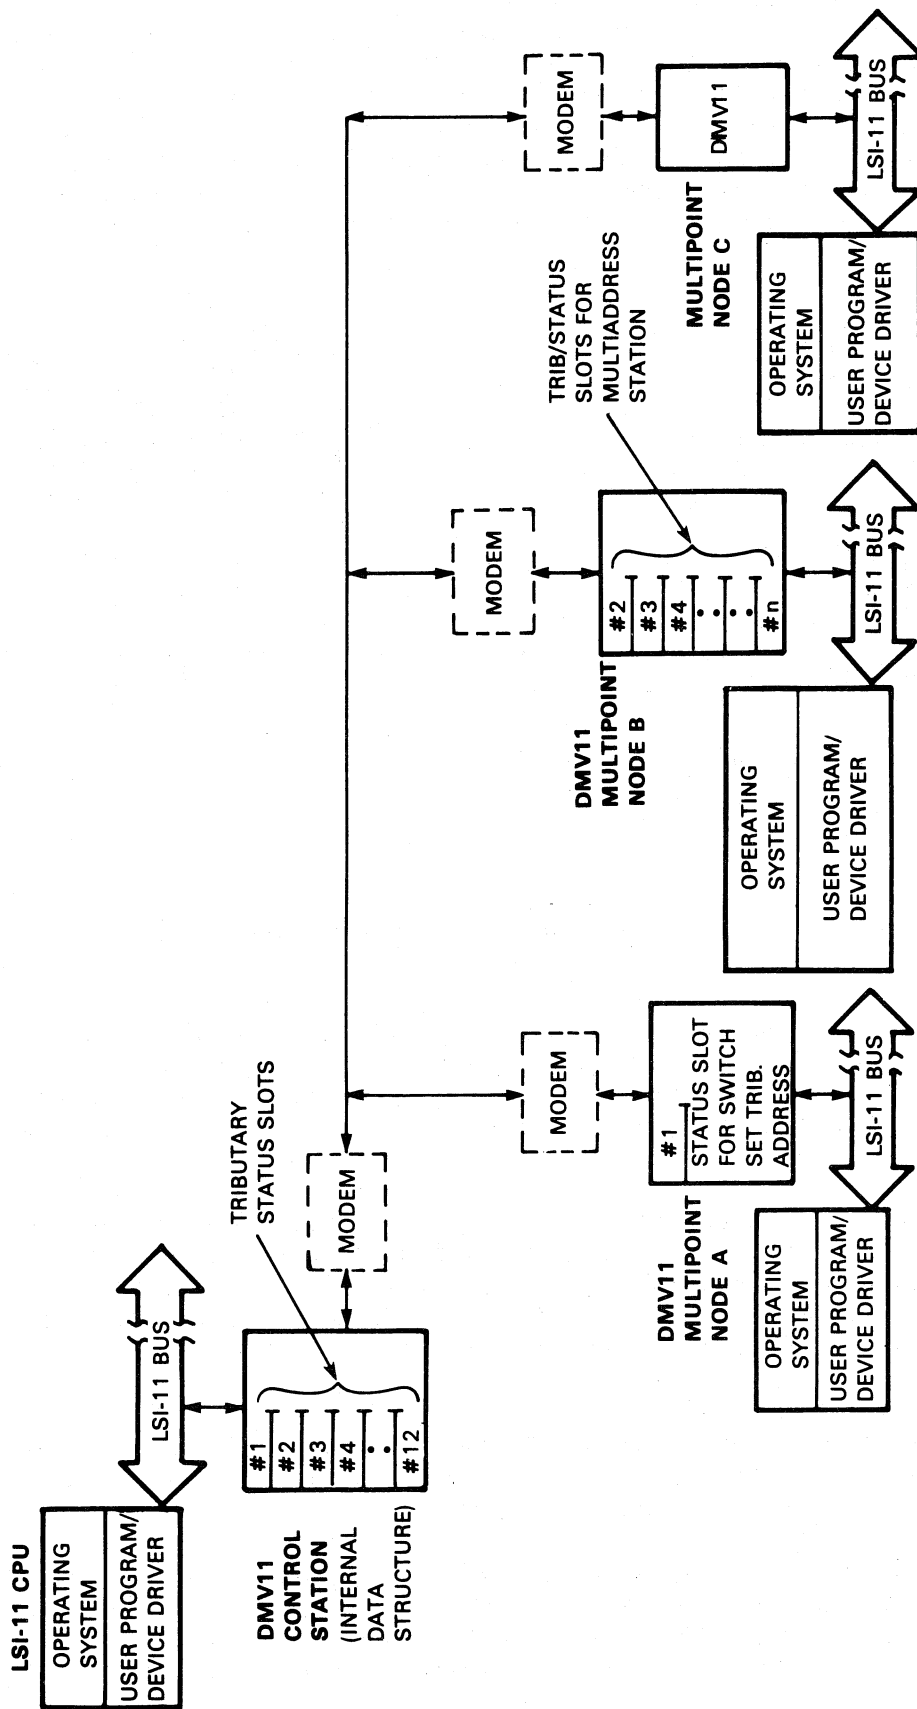 LSI-11 CPU
OPERATING
SYSTEM
USER PROGRAM/
DEVICE DRIVER
LSI-11 BUS
DMV11
CONTROL
STATION
(INTERNAL
DATA
STRUCTURE)
#1
#2
#3
#4
#12
TRIBUTARY
STATUS SLOTS
MODEM
MODEM
DMV11
MULTIPOINT
NODE A
#1
STATUS SLOT
FOR SWITCH
SET TRIB.
ADDRESS
OPERATING
SYSTEM
USER PROGRAM/
DEVICE DRIVER
LSI-11 BUS
MODEM
DMV11
MULTIPOINT
NODE B
#2
#3
#4
#n
TRIB/STATUS
SLOTS FOR
MULTIADDRESS
STATION
OPERATING
SYSTEM
USER PROGRAM/
DEVICE DRIVER
LSI-11 BUS
MODEM
MULTIPOINT
NODE C
DMV11
OPERATING
SYSTEM
USER PROGRAM/
DEVICE DRIVER
LSI-11 BUS